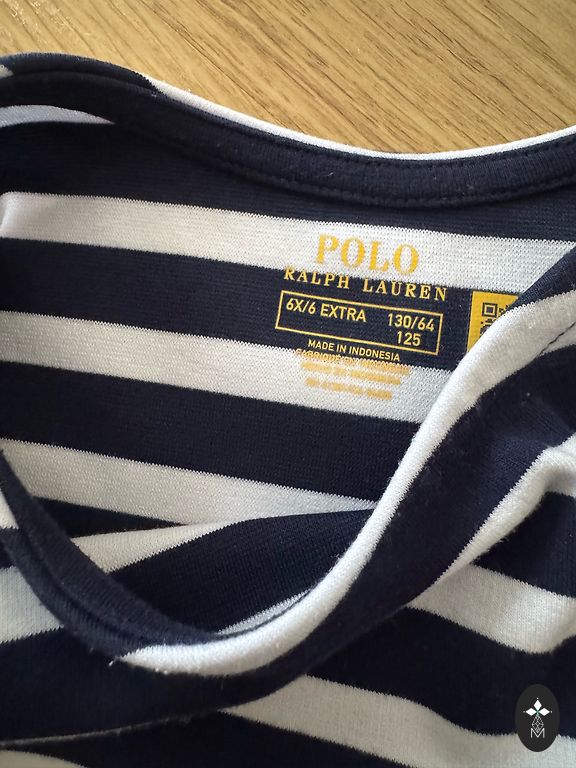 POLO
RALPH LAUREN
6X/6 EXTRA 130/64
125
MADE IN INDONESIA
M